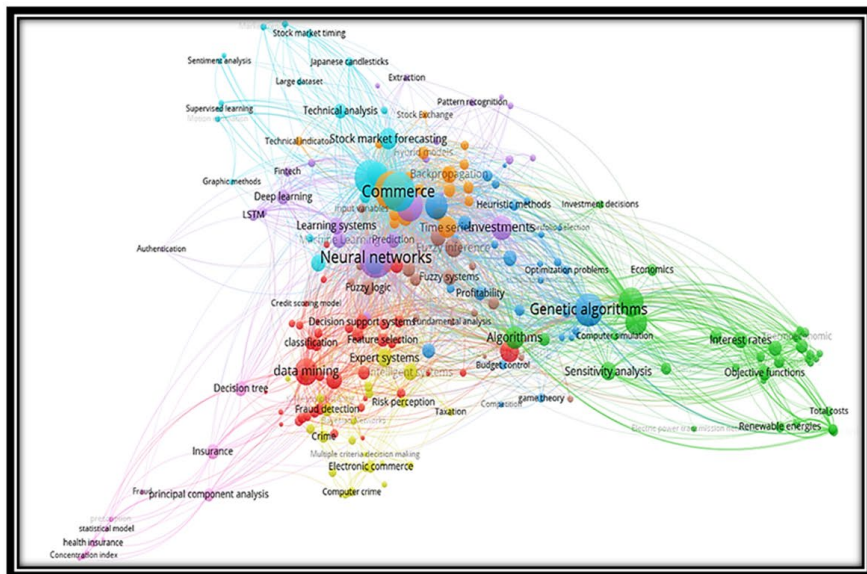 Stock market timing
Sentiment analysis
Japanese candlesticks
Large dataset
Extraction
Supervised learning
Pattern recognition
Technical analysis
Stock Exchange
Technical indicator
Stock market forecasting
Hybrid models
Fintech
Backpropagation
Graphic methods
Commerce
Deep learning
Heuristic methods
Investment decisions
LSTM
input variables
Learning systems
Time series
Investments
Machine Learning
Prediction
Authentication
Fuzzy inference
Neural networks
Optimization problems
Economics
Fuzzy systems
Fuzzy logic
Profitability
Credit scoring model
Genetic algorithms
Decision support systems
Fundamental analysis
classification
Feature selection
Algorithms
Computer simulation
Interest rates
Expert systems
Budget control
data mining
Intelligent systems
Sensitivity analysis
Objective functions
Decision tree
Risk perception
game theory
Fraud detection
Taxation
Total costs
Renewable energies
Crime
Insurance
Multiple criteria decision making
Electronic commerce
Fraud
principal component analysis
Computer crime
statistical model
health insurance
Concentration index